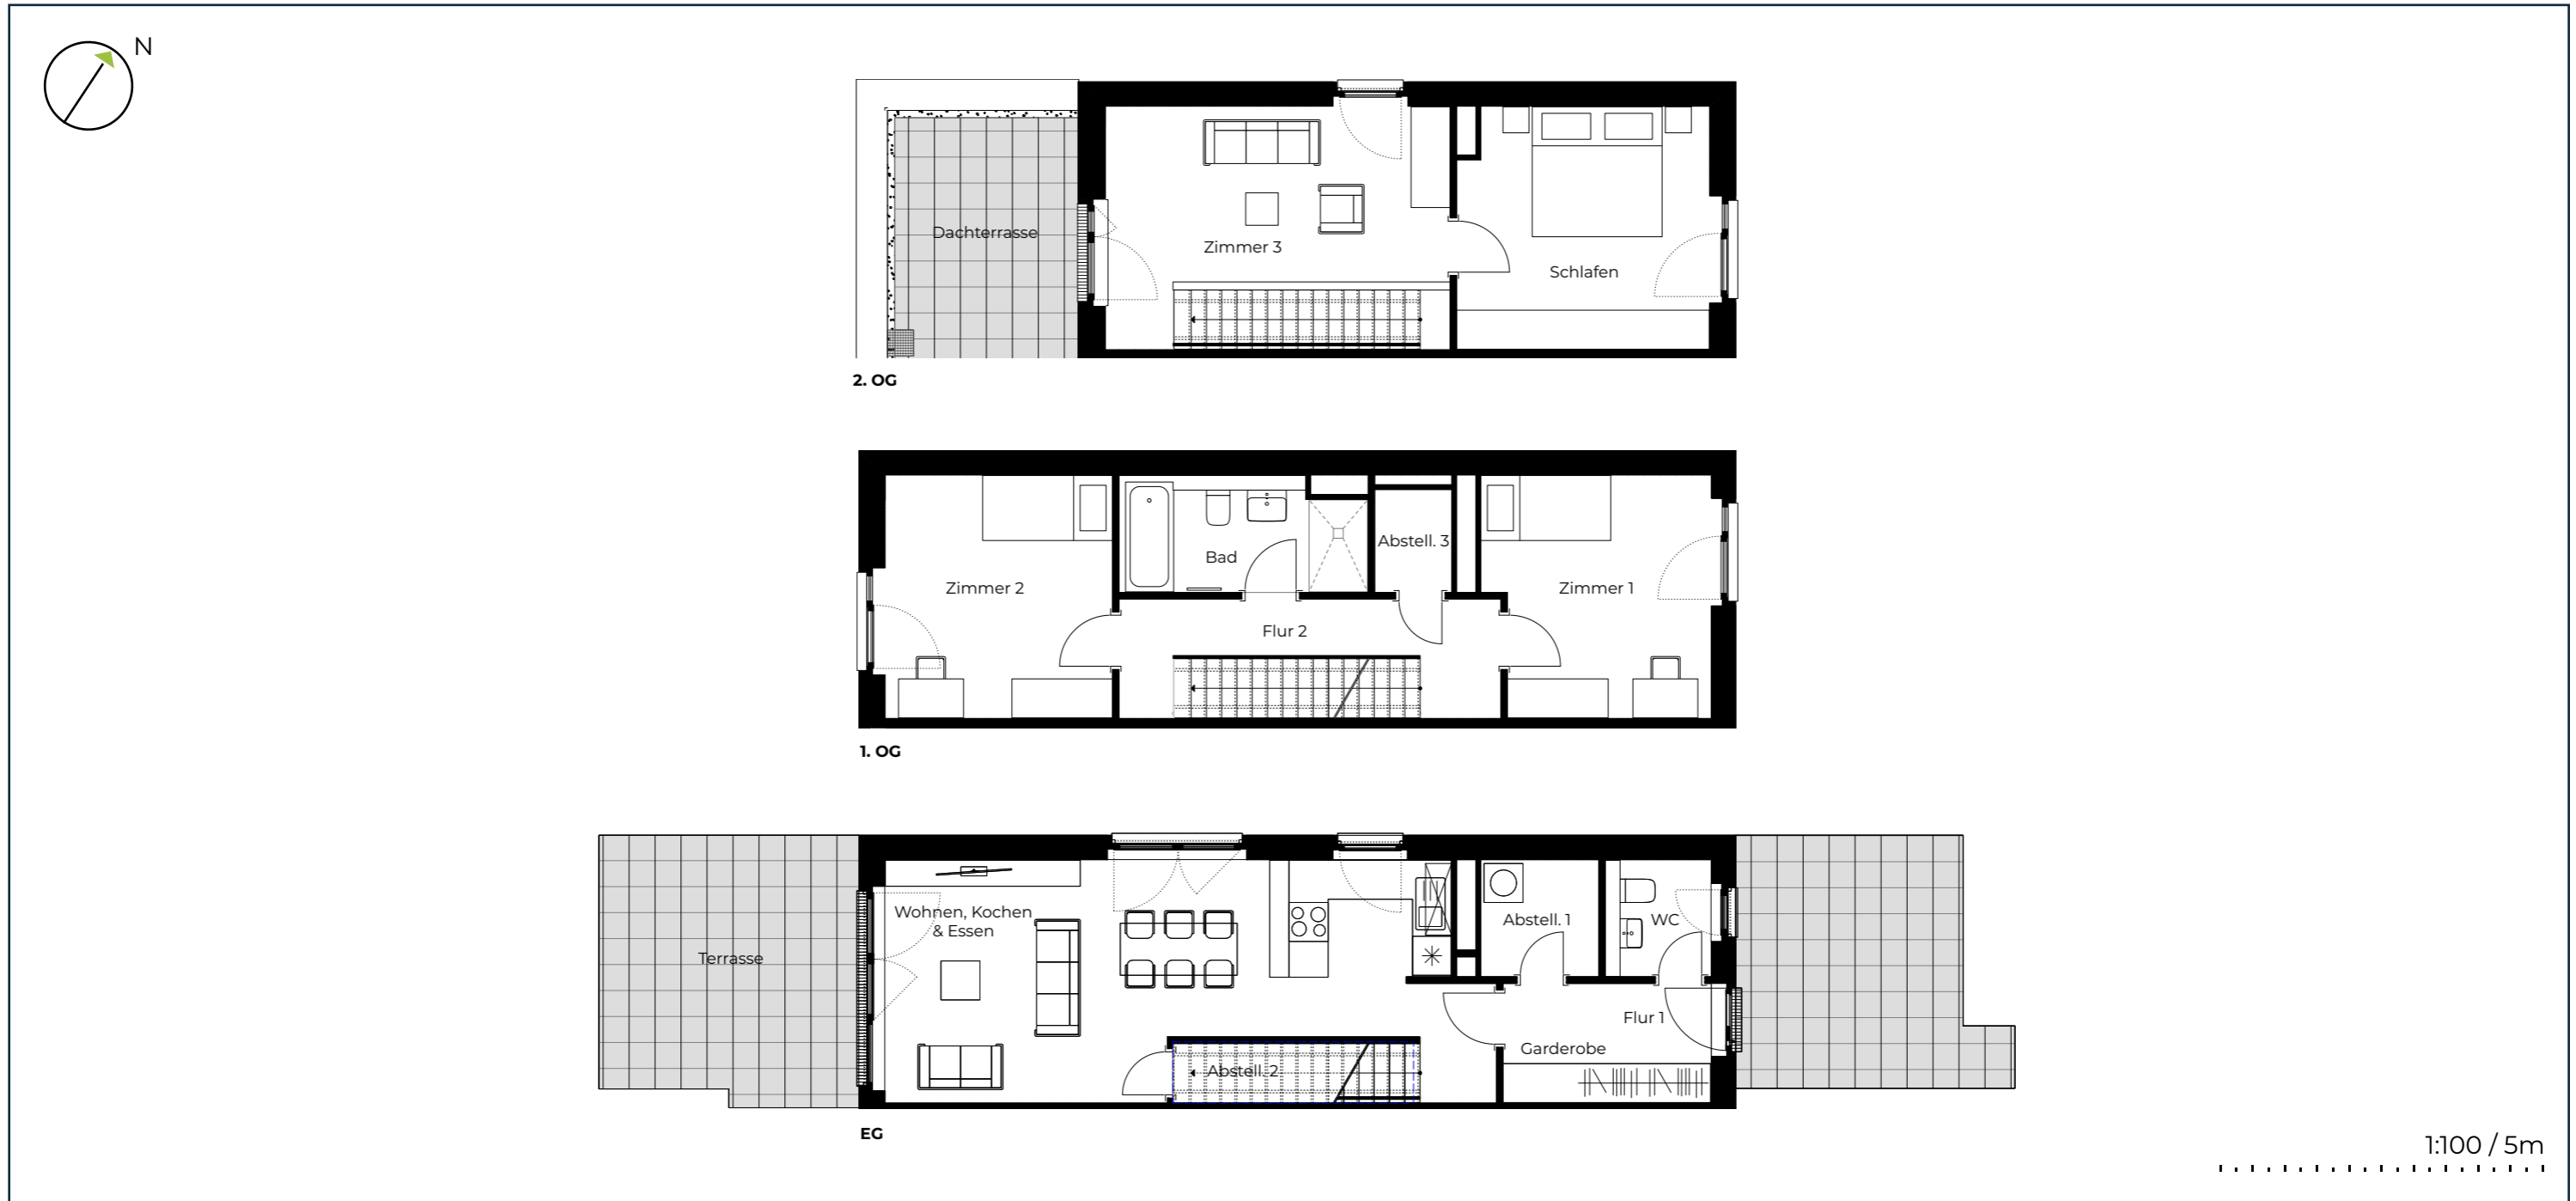 N
Dachterrasse
Zimmer 3
Schlafen
2. OG
Zimmer 2
Bad
Abstell. 3
Zimmer 1
Flur 2
1. OG
Terrasse
Wohnen, Kochen
& Essen
Abstell. 1
WC
Flur 1
Garderobe
Abstell. 2
EG
1:100 / 5m